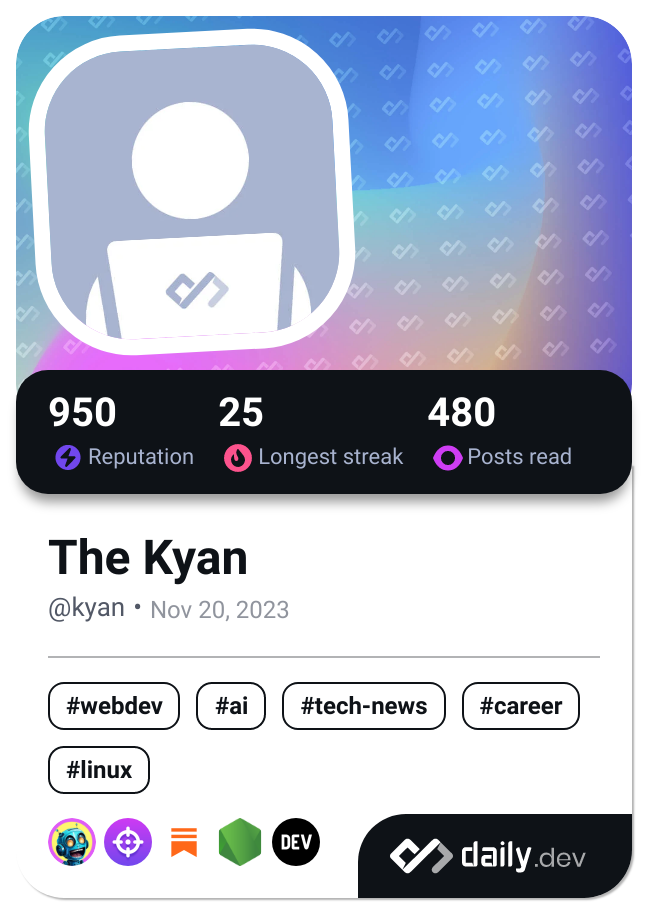 950 25 480
Reputation Longest streak Posts read
The Kyan
@kyan • Nov 20, 2023
#webdev #ai #tech-news #career
#linux
DEV
daily.dev